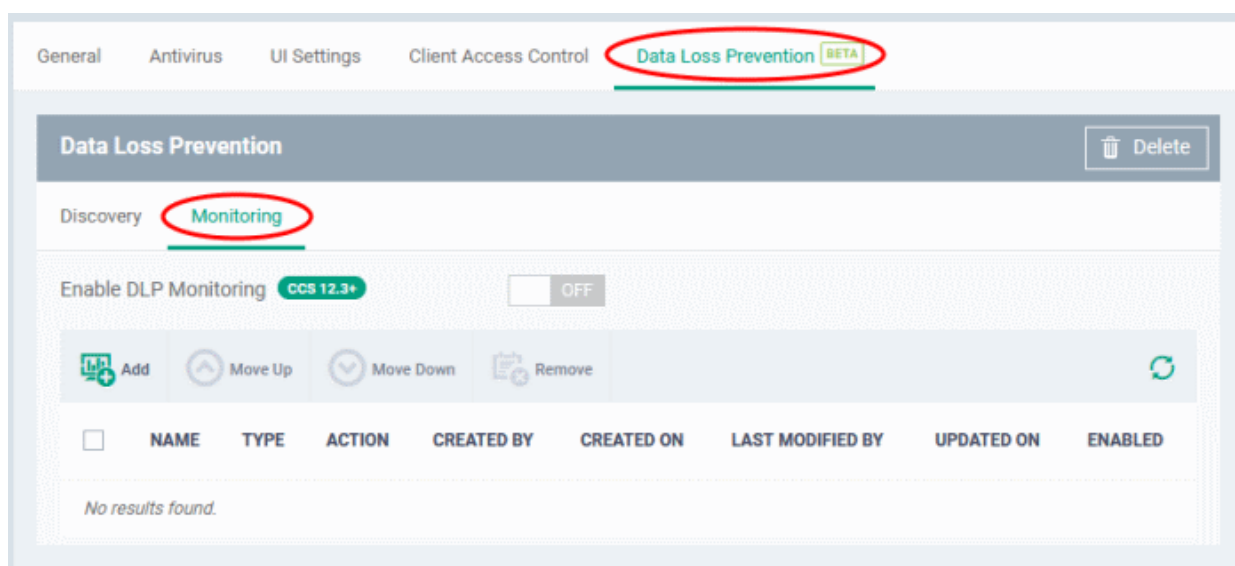 General Antivirus UI Settings Client Access Control Data Loss Prevention BETA
Data Loss Prevention Delete
Discovery Monitoring
Enable DLP Monitoring CCS 12.3+ OFF
Add Move Up Move Down Remove
NAME TYPE ACTION CREATED BY CREATED ON LAST MODIFIED BY UPDATED ON ENABLED
No results found.